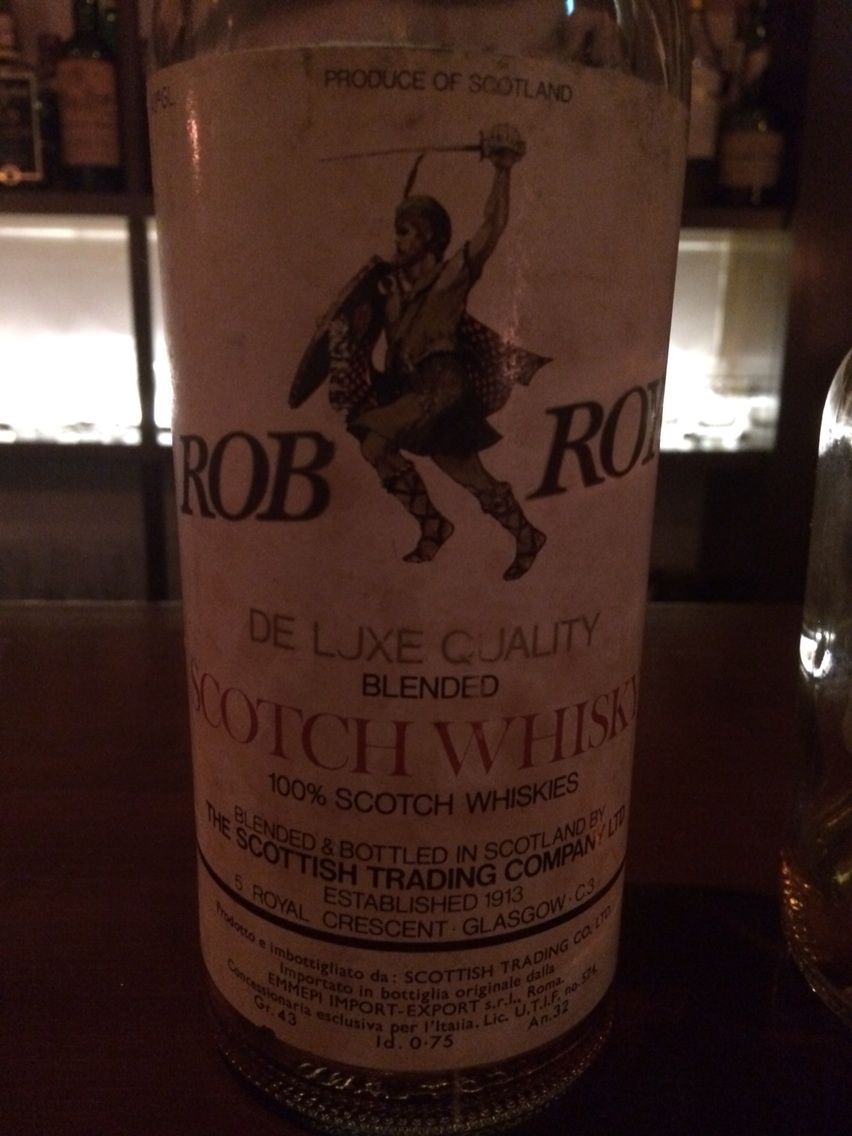 PRODUCE OF SCOTLAND
ROB ROY
DE LUXE QUALITY
BLENDED
SCOTCH WHISKY
100% SCOTCH WHISKIES
BLENDED & BOTTLED IN SCOTLAND BY
THE SCOTTISH TRADING COMPANY LTD
ESTABLISHED 1913
5 ROYAL CRESCENT · GLASGOW · C.3
Prodotto e imbottigliato da: SCOTTISH TRADING CO. LTD.
Importato in bottiglia originale dalla
EMMEPI IMPORT-EXPORT s.r.l., Roma.
Concessionaria esclusiva per l'Italia. Lic. U.T.I.F. no. 574
Gr. 43 An. 32
ld. 0·75